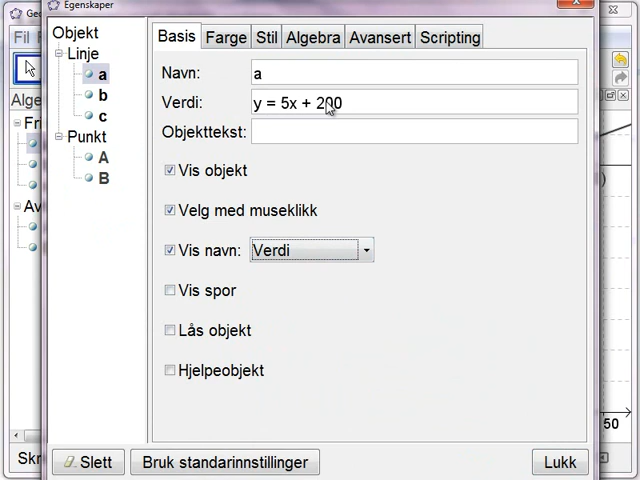 Egenskaper
Objekt
Linje
a
b
c
Punkt
A
B
Basis Farge Stil Algebra Avansert Scripting
Navn: a
Verdi: y = 5x + 200
Objekttekst:
Vis objekt
Velg med museklikk
Vis navn: Verdi
Vis spor
Lås objekt
Hjelpeobjekt
Slett Bruk standarinnstillinger Lukk
Fil
Alge
Fri
Av
Skr
50